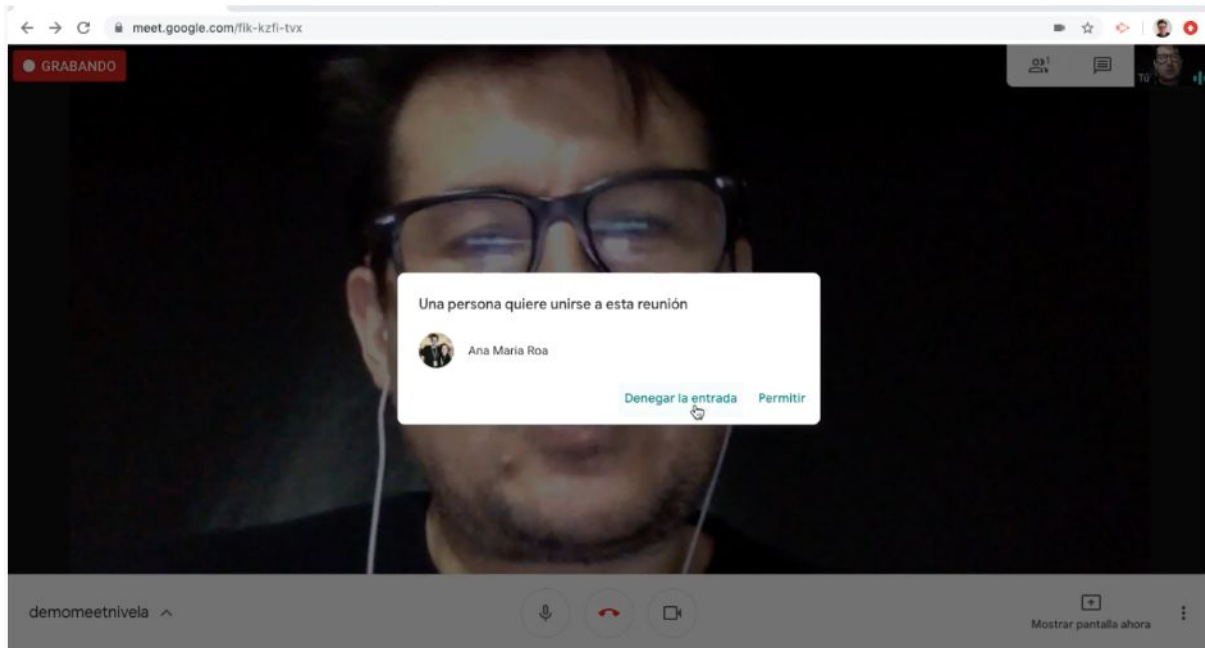 meet.google.com/fik-kzfi-tvx
GRABANDO
1
Tú
Una persona quiere unirse a esta reunión
Ana Maria Roa
Denegar la entrada Permitir
demomeetnivela
Mostrar pantalla ahora